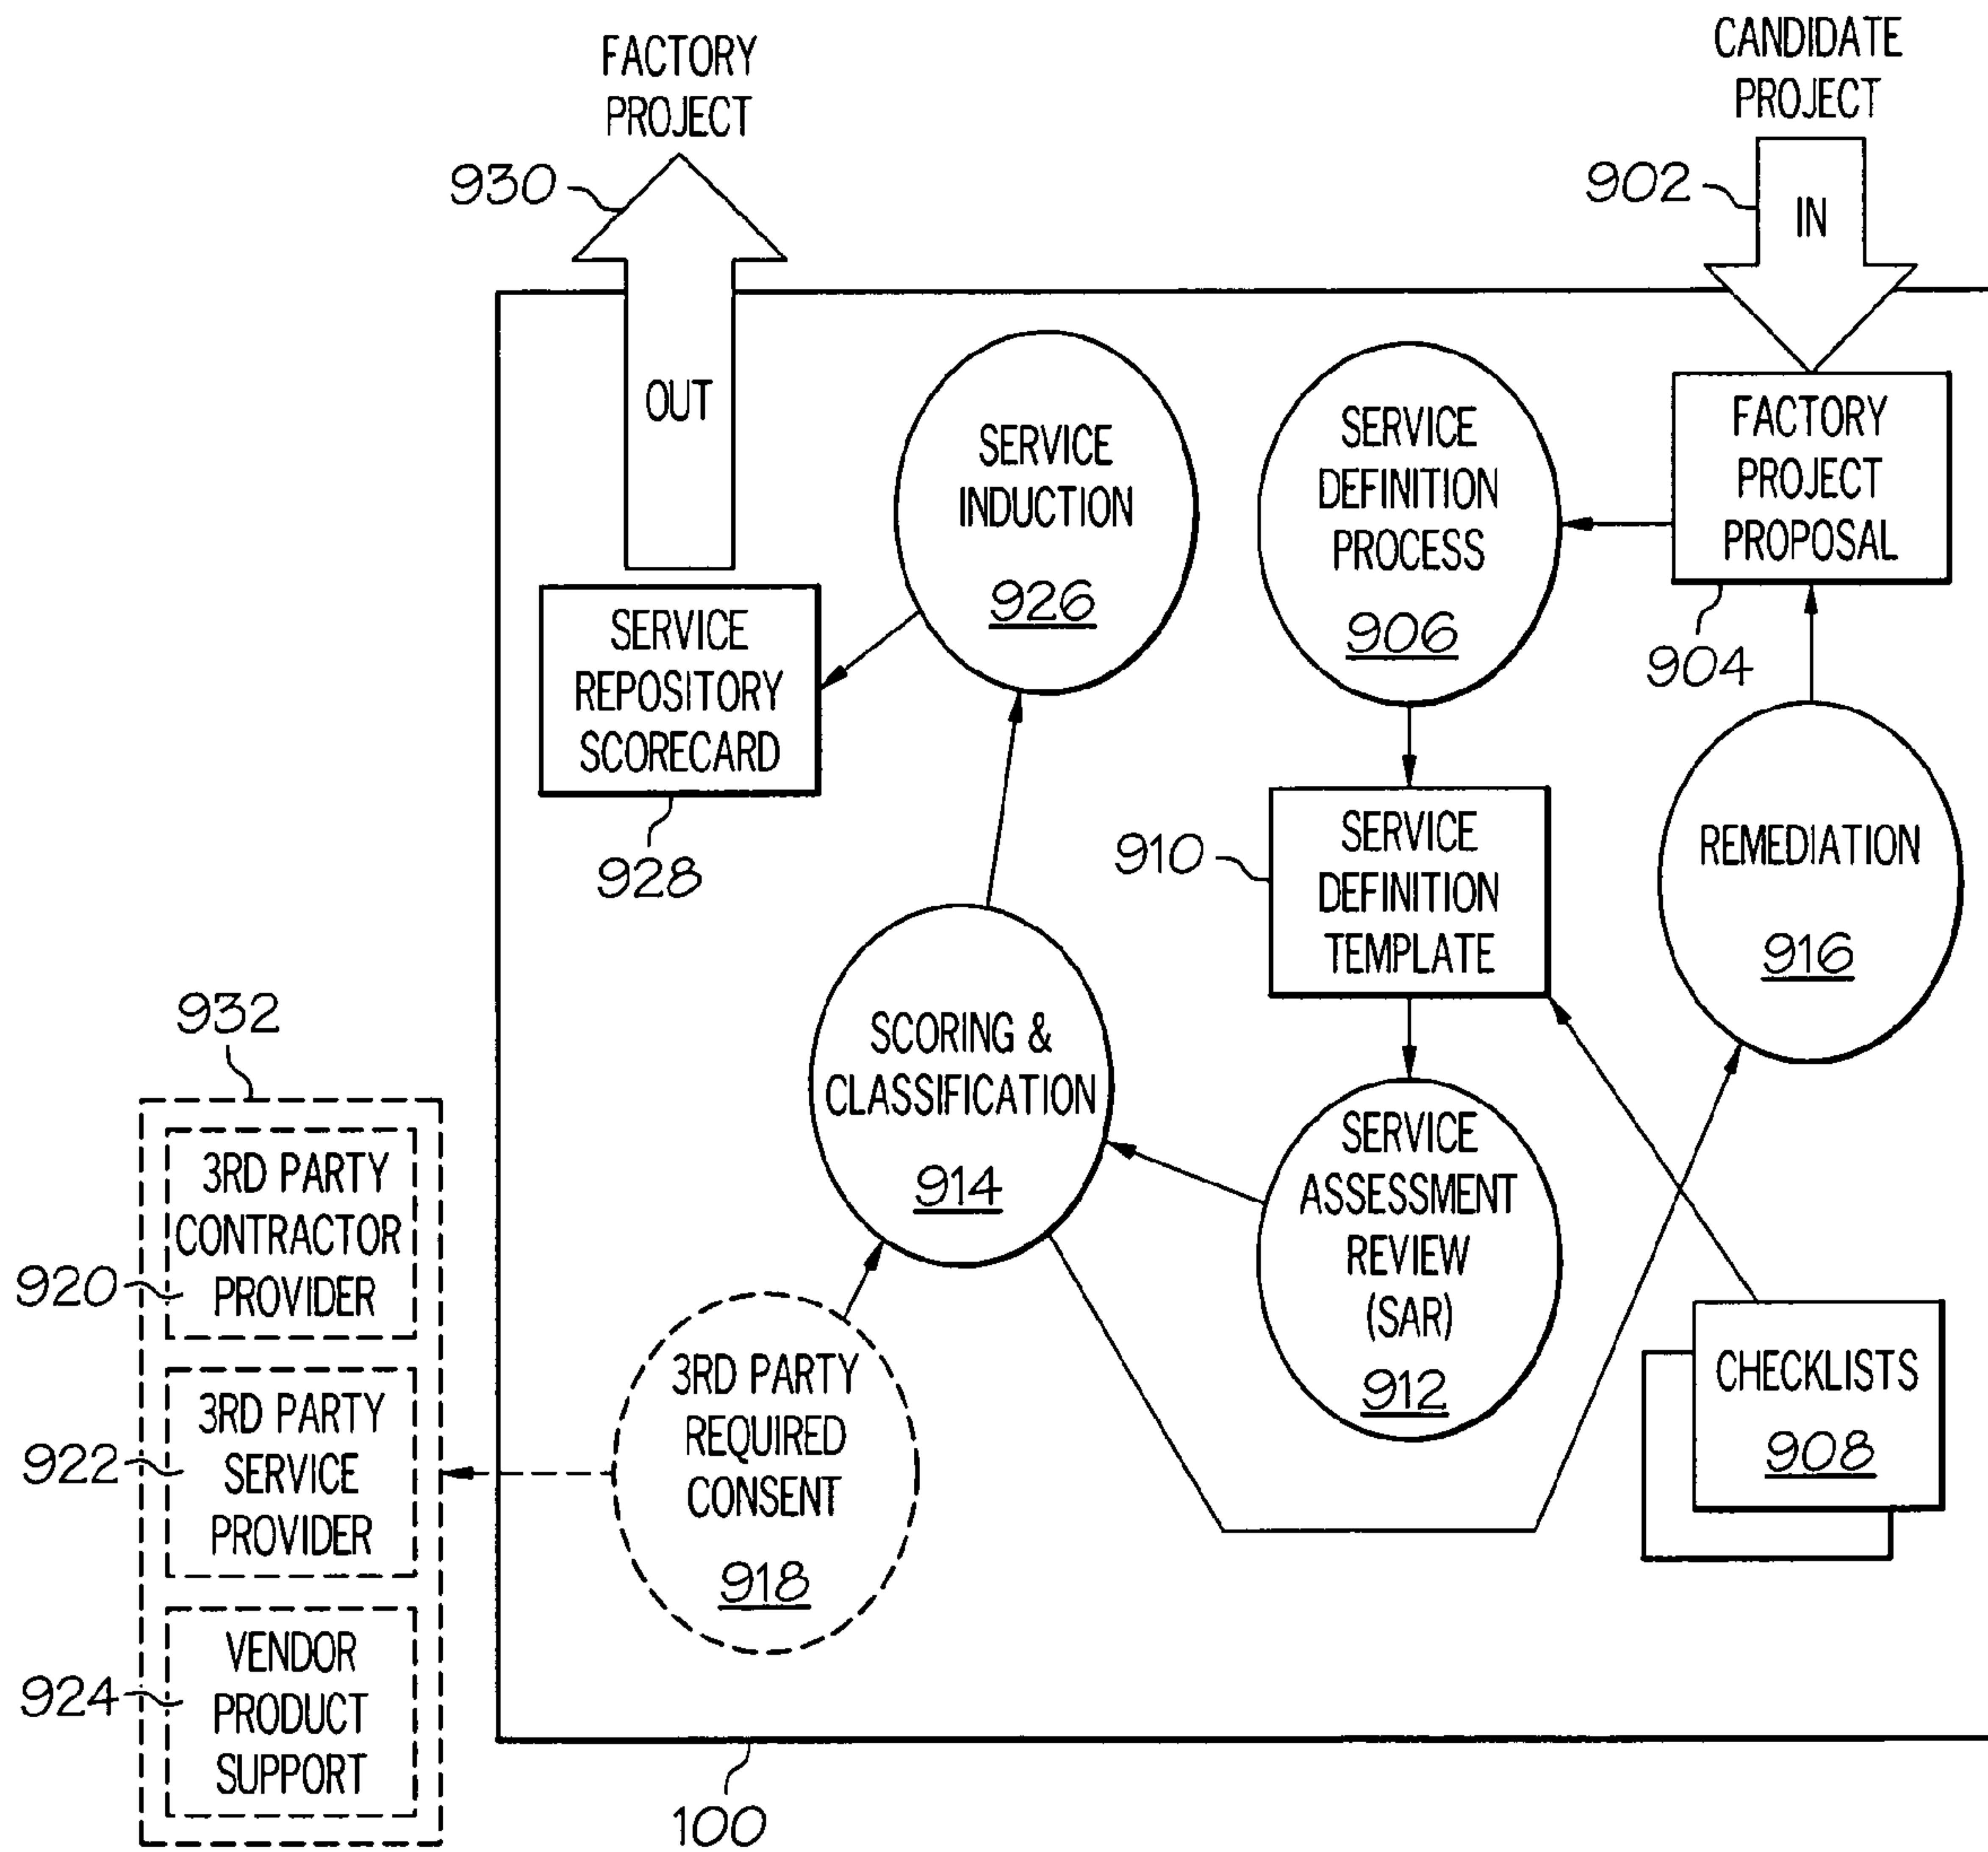 FACTORY
PROJECT
930
OUT
CANDIDATE
PROJECT
902
IN
FACTORY
PROJECT
PROPOSAL
904
SERVICE
DEFINITION
PROCESS
906
SERVICE
INDUCTION
926
SERVICE
REPOSITORY
SCORECARD
928
910
SERVICE
DEFINITION
TEMPLATE
REMEDIATION
916
SCORING &
CLASSIFICATION
914
SERVICE
ASSESSMENT
REVIEW
(SAR)
912
CHECKLISTS
908
3RD PARTY
REQUIRED
CONSENT
918
932
3RD PARTY
CONTRACTOR
PROVIDER
920
3RD PARTY
SERVICE
PROVIDER
922
VENDOR
PRODUCT
SUPPORT
924
100